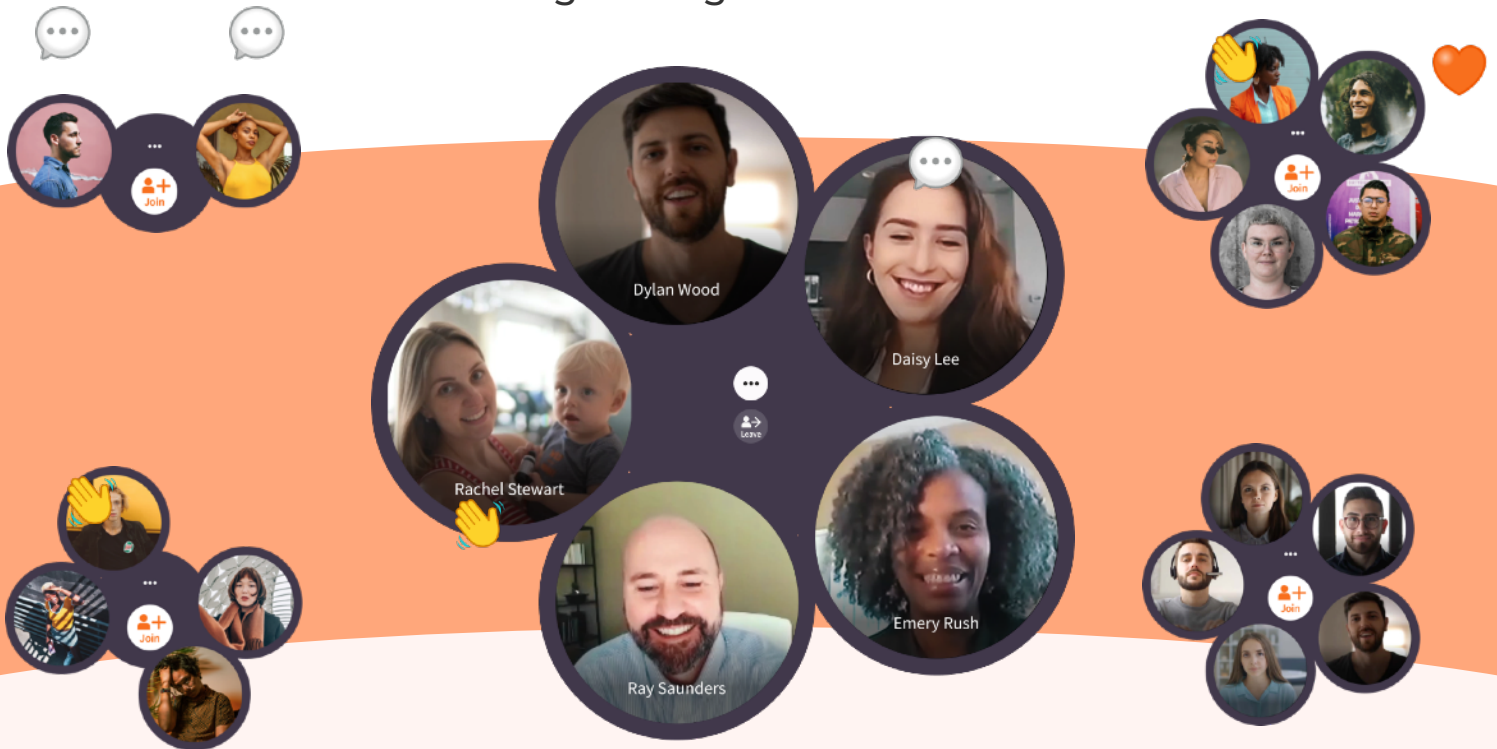 Join
Join
Dylan Wood
Daisy Lee
Rachel Stewart
Leave
Ray Saunders
Emery Rush
Join
Join